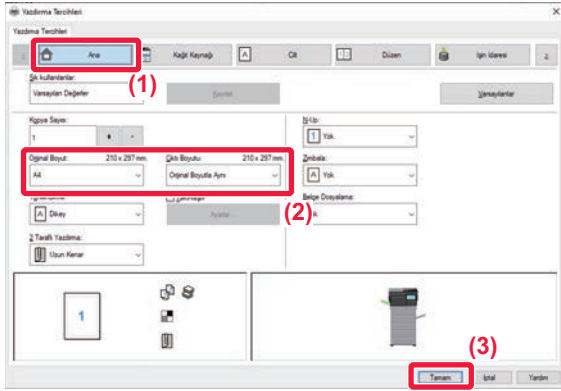 Yazdırma Tercihleri
Yazdırma Tercihleri
Ana
Kağıt Kaynağı
Cilt
Düzen
İşin İdaresi
(1)
Sık kullanılanlar:
Varsayılan Değerler
Kaydet
Varsayılanlar
Kopya Sayısı:
1
N-Up:
1 Yok
Orijinal Boyut: 210 x 297 mm.
Çıktı Boyutu: 210 x 297 mm.
Zımbala:
A4
Orijinal Boyutla Aynı
A Yok
(2)
Belge Dosyalama:
A Dikey
Ayarlar...
2 Taraflı Yazdırma:
Uzun Kenar
1
(3)
Tamam
İptal
Yardım